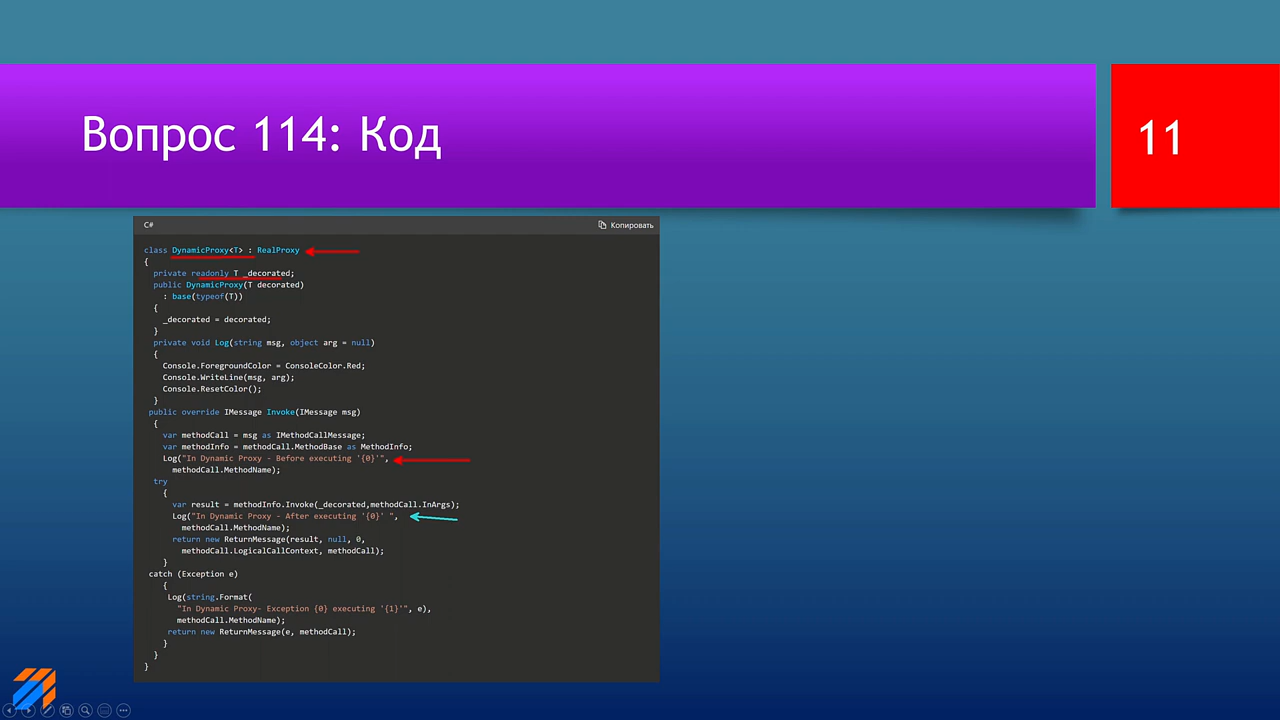 Вопрос 114: Код
11
C#
Копировать
class DynamicProxy<T> : RealProxy
{
private readonly T _decorated;
public DynamicProxy(T decorated)
: base(typeof(T))
{
_decorated = decorated;
}
private void Log(string msg, object arg = null)
{
Console.ForegroundColor = ConsoleColor.Red;
Console.WriteLine(msg, arg);
Console.ResetColor();
}
public override IMessage Invoke(IMessage msg)
{
var methodCall = msg as IMethodCallMessage;
var methodInfo = methodCall.MethodBase as MethodInfo;
Log("In Dynamic Proxy - Before executing '{0}'",
methodCall.MethodName);
try
{
var result = methodInfo.Invoke(_decorated,methodCall.InArgs);
Log("In Dynamic Proxy - After executing '{0}' ",
methodCall.MethodName);
return new ReturnMessage(result, null, 0,
methodCall.LogicalCallContext, methodCall);
}
catch (Exception e)
{
Log(string.Format(
"In Dynamic Proxy- Exception {0} executing '{1}'", e),
methodCall.MethodName);
return new ReturnMessage(e, methodCall);
}
}
}